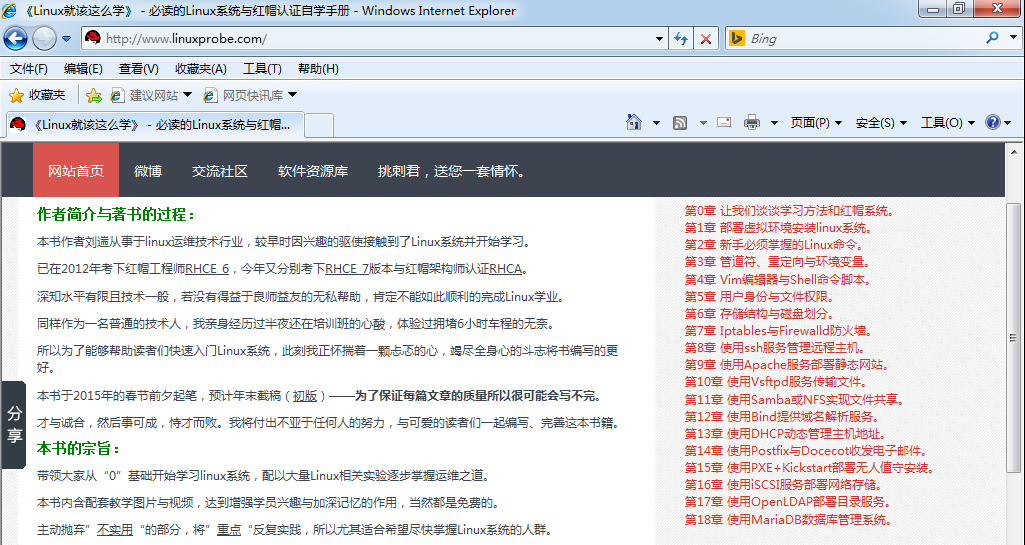 《Linux就该这么学》 - 必读的Linux系统与红帽认证自学手册 - Windows Internet Explorer
http://www.linuxprobe.com/
Bing
文件(F) 编辑(E) 查看(V) 收藏夹(A) 工具(T) 帮助(H)
收藏夹 建议网站 网页快讯库
《Linux就该这么学》 - 必读的Linux系统与红帽...
页面(P) 安全(S) 工具(O)
网站首页 微博 交流社区 软件资源库 挑刺君，送您一套情怀。
作者简介与著书的过程：
本书作者刘遄从事于linux运维技术行业，较早时因兴趣的驱使接触到了Linux系统并开始学习。
已在2012年考下红帽工程师RHCE_6，今年又分别考下RHCE_7版本与红帽架构师认证RHCA。
深知水平有限且技术一般，若没有得益于良师益友的无私帮助，肯定不能如此顺利的完成Linux学业。
同样作为一名普通的技术人，我亲身经历过半夜还在培训班的心酸，体验过拥堵6小时车程的无奈。
所以为了能够帮助读者们快速入门Linux系统，此刻我正怀揣着一颗忐忑的心，竭尽全身心的斗志将书编写的更
好。
本书于2015年的春节前夕起笔，预计年末截稿（初版）——为了保证每篇文章的质量所以很可能会写不完。
才与诚合，然后事可成，恃才而败。我将付出不亚于任何人的努力，与可爱的读者们一起编写、完善这本书籍。
本书的宗旨：
带领大家从“0”基础开始学习linux系统，配以大量Linux相关实验逐步掌握运维之道。
本书内含配套教学图片与视频，达到增强学员兴趣与加深记忆的作用，当然都是免费的。
主动抛弃”不实用“的部分，将”重点“反复实践，所以尤其适合希望尽快掌握Linux系统的人群。
分
享
第0章 让我们谈谈学习方法和红帽系统。
第1章 部署虚拟环境安装linux系统。
第2章 新手必须掌握的Linux命令。
第3章 管道符、重定向与环境变量。
第4章 Vim编辑器与Shell命令脚本。
第5章 用户身份与文件权限。
第6章 存储结构与磁盘划分。
第7章 Iptables与Firewalld防火墙。
第8章 使用ssh服务管理远程主机。
第9章 使用Apache服务部署静态网站。
第10章 使用Vsftpd服务传输文件。
第11章 使用Samba或NFS实现文件共享。
第12章 使用Bind提供域名解析服务。
第13章 使用DHCP动态管理主机地址。
第14章 使用Postfix与Docecot收发电子邮件。
第15章 使用PXE+Kickstart部署无人值守安装。
第16章 使用iSCSI服务部署网络存储。
第17章 使用OpenLDAP部署目录服务。
第18章 使用MariaDB数据库管理系统。